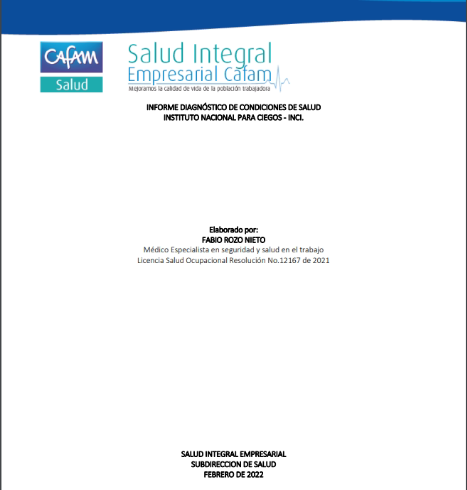 CAFAM
Salud
Salud Integral
Empresarial Cafam
Mejoramos la calidad de vida de la población trabajadora
INFORME DIAGNÓSTICO DE CONDICIONES DE SALUD
INSTITUTO NACIONAL PARA CIEGOS - INCI.
Elaborado por:
FABIO ROZO NIETO
Médico Especialista en seguridad y salud en el trabajo
Licencia Salud Ocupacional Resolución No.12167 de 2021
SALUD INTEGRAL EMPRESARIAL
SUBDIRECCION DE SALUD
FEBRERO DE 2022